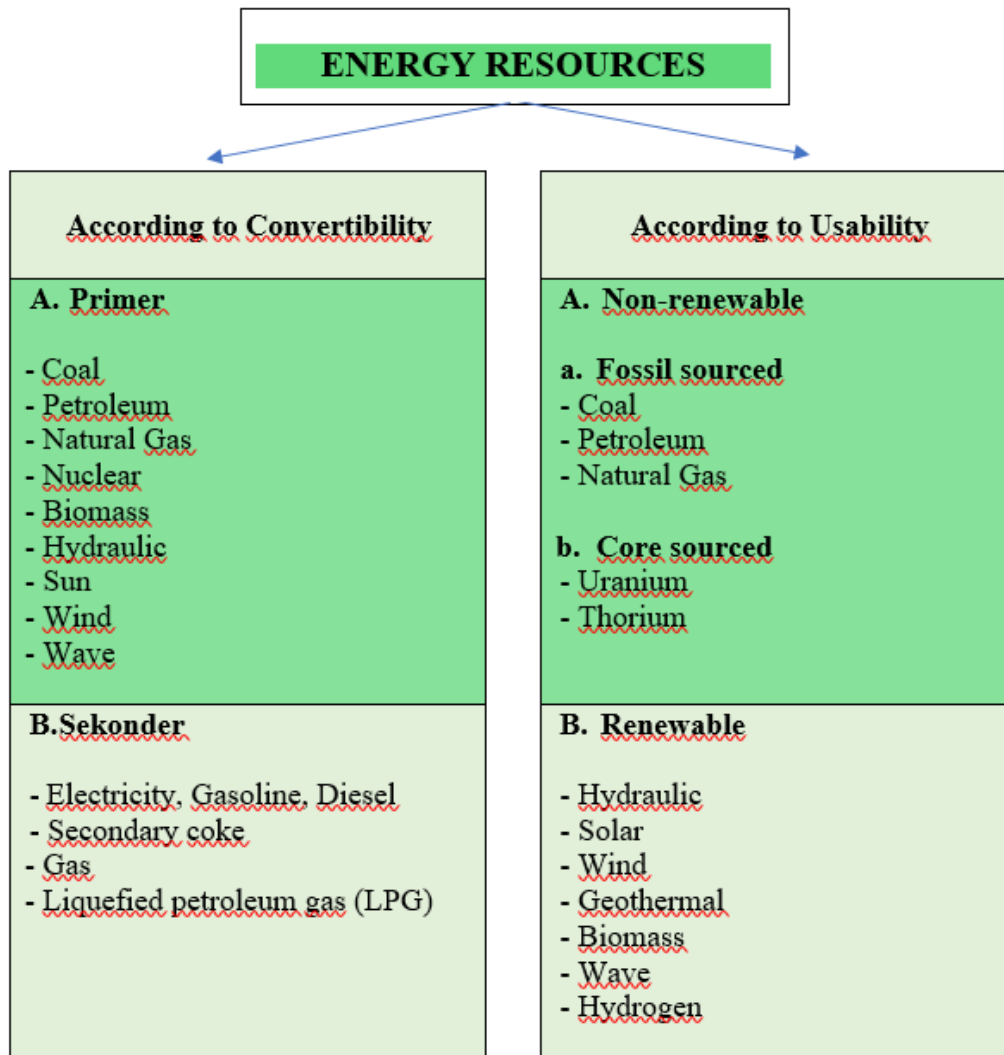 ENERGY RESOURCES
According to Convertibility
A. Primer
- Coal
- Petroleum
- Natural Gas
- Nuclear
- Biomass
- Hydraulic
- Sun
- Wind
- Wave
B.Sekonder
- Electricity, Gasoline, Diesel
- Secondary coke
- Gas
- Liquefied petroleum gas (LPG)
According to Usability
A. Non-renewable
a. Fossil sourced
- Coal
- Petroleum
- Natural Gas
b. Core sourced
- Uranium
- Thorium
B. Renewable
- Hydraulic
- Solar
- Wind
- Geothermal
- Biomass
- Wave
- Hydrogen